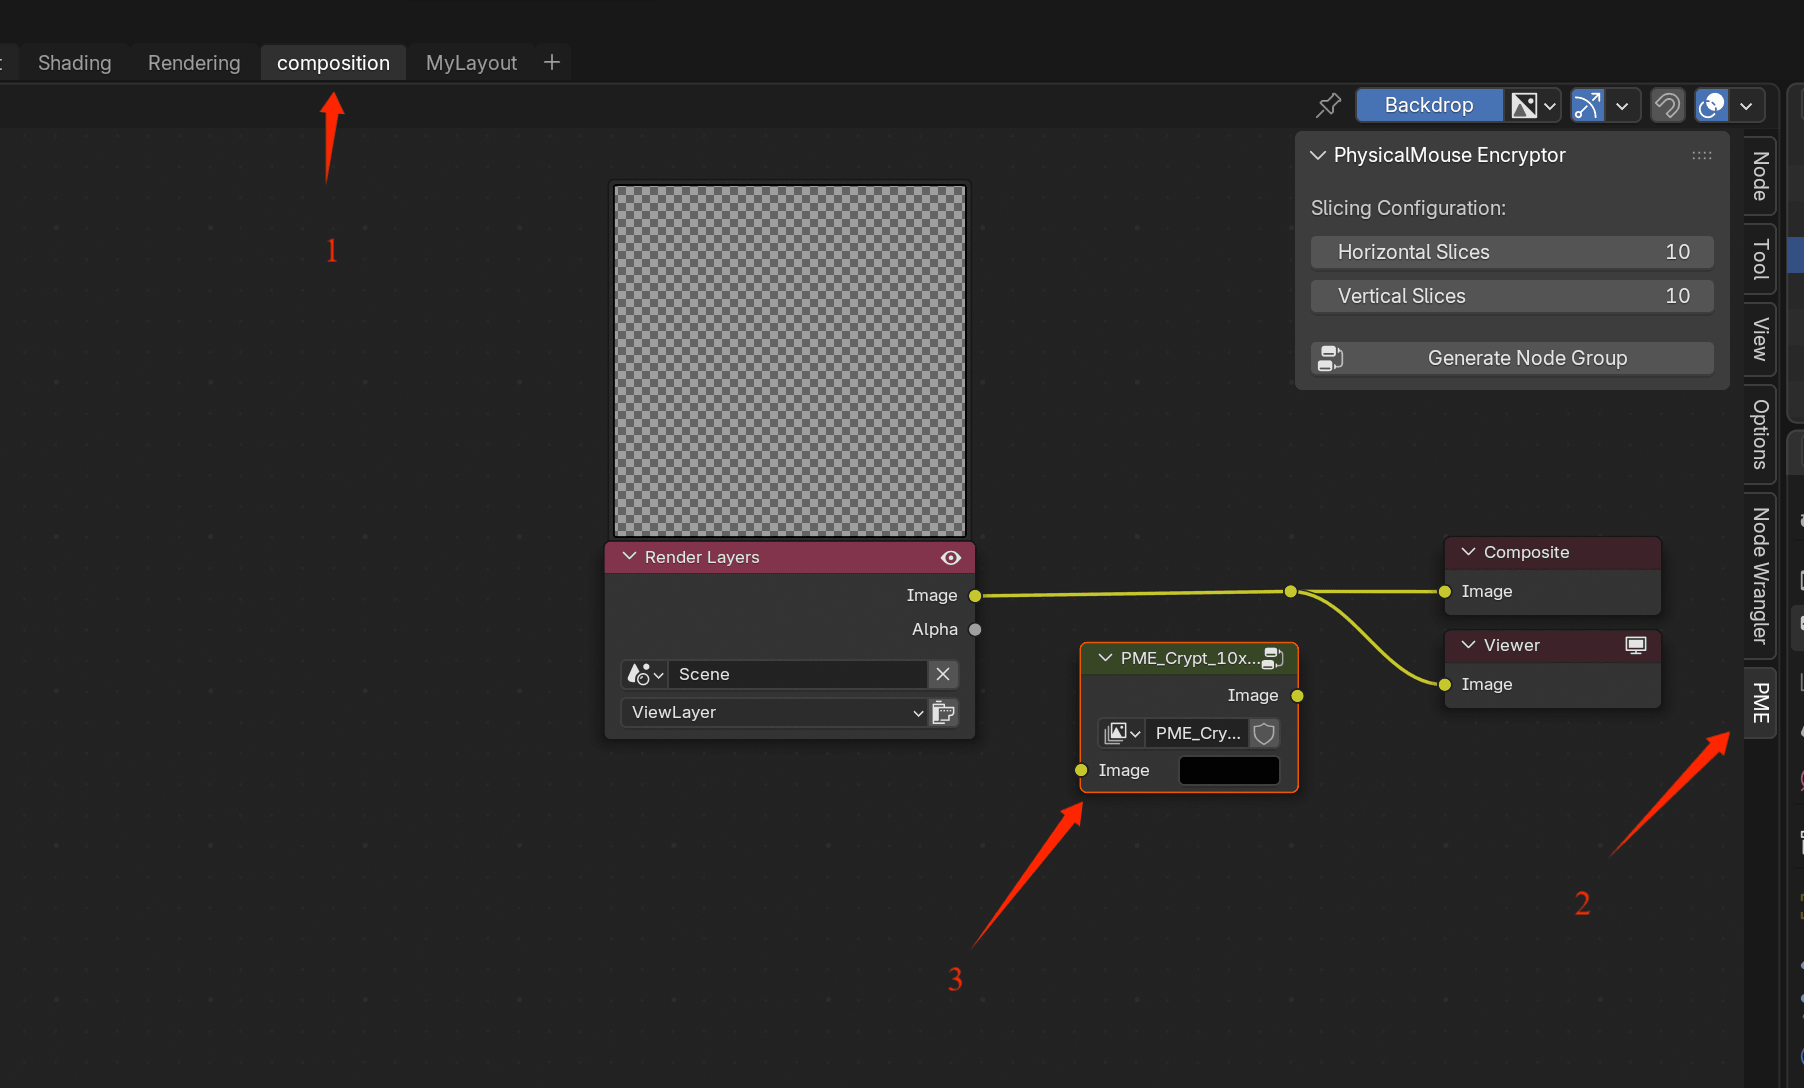 Shading Rendering composition MyLayout +
Backdrop
PhysicalMouse Encryptor
Slicing Configuration:
Horizontal Slices 10
Vertical Slices 10
Generate Node Group
Node
Tool
View
Options
Node Wrangler
PME
1
Render Layers
Image
Alpha
Scene
ViewLayer
PME_Crypt_10x...
Image
PME_Cry...
Image
Composite
Image
Viewer
Image
2
3